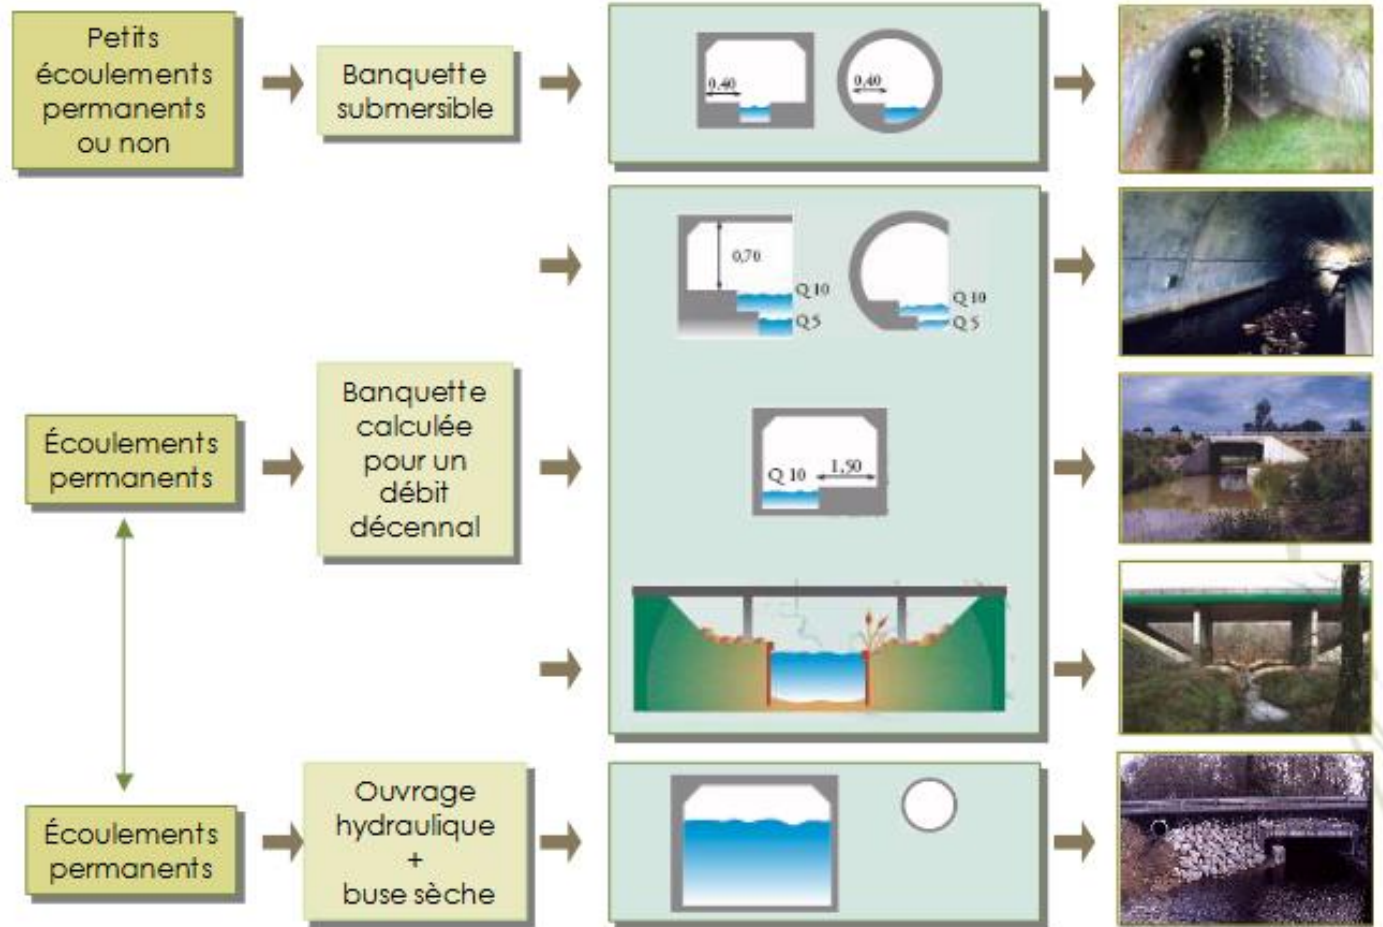 Petits
écoulements
permanents
ou non
Banquette
submersible
0,40
0,40
0,70
Q 10
Q 5
Q 10
Q 5
Écoulements
permanents
Banquette
calculée
pour un
débit
décennal
Q 10
1,50
Écoulements
permanents
Ouvrage
hydraulique
+
buse sèche